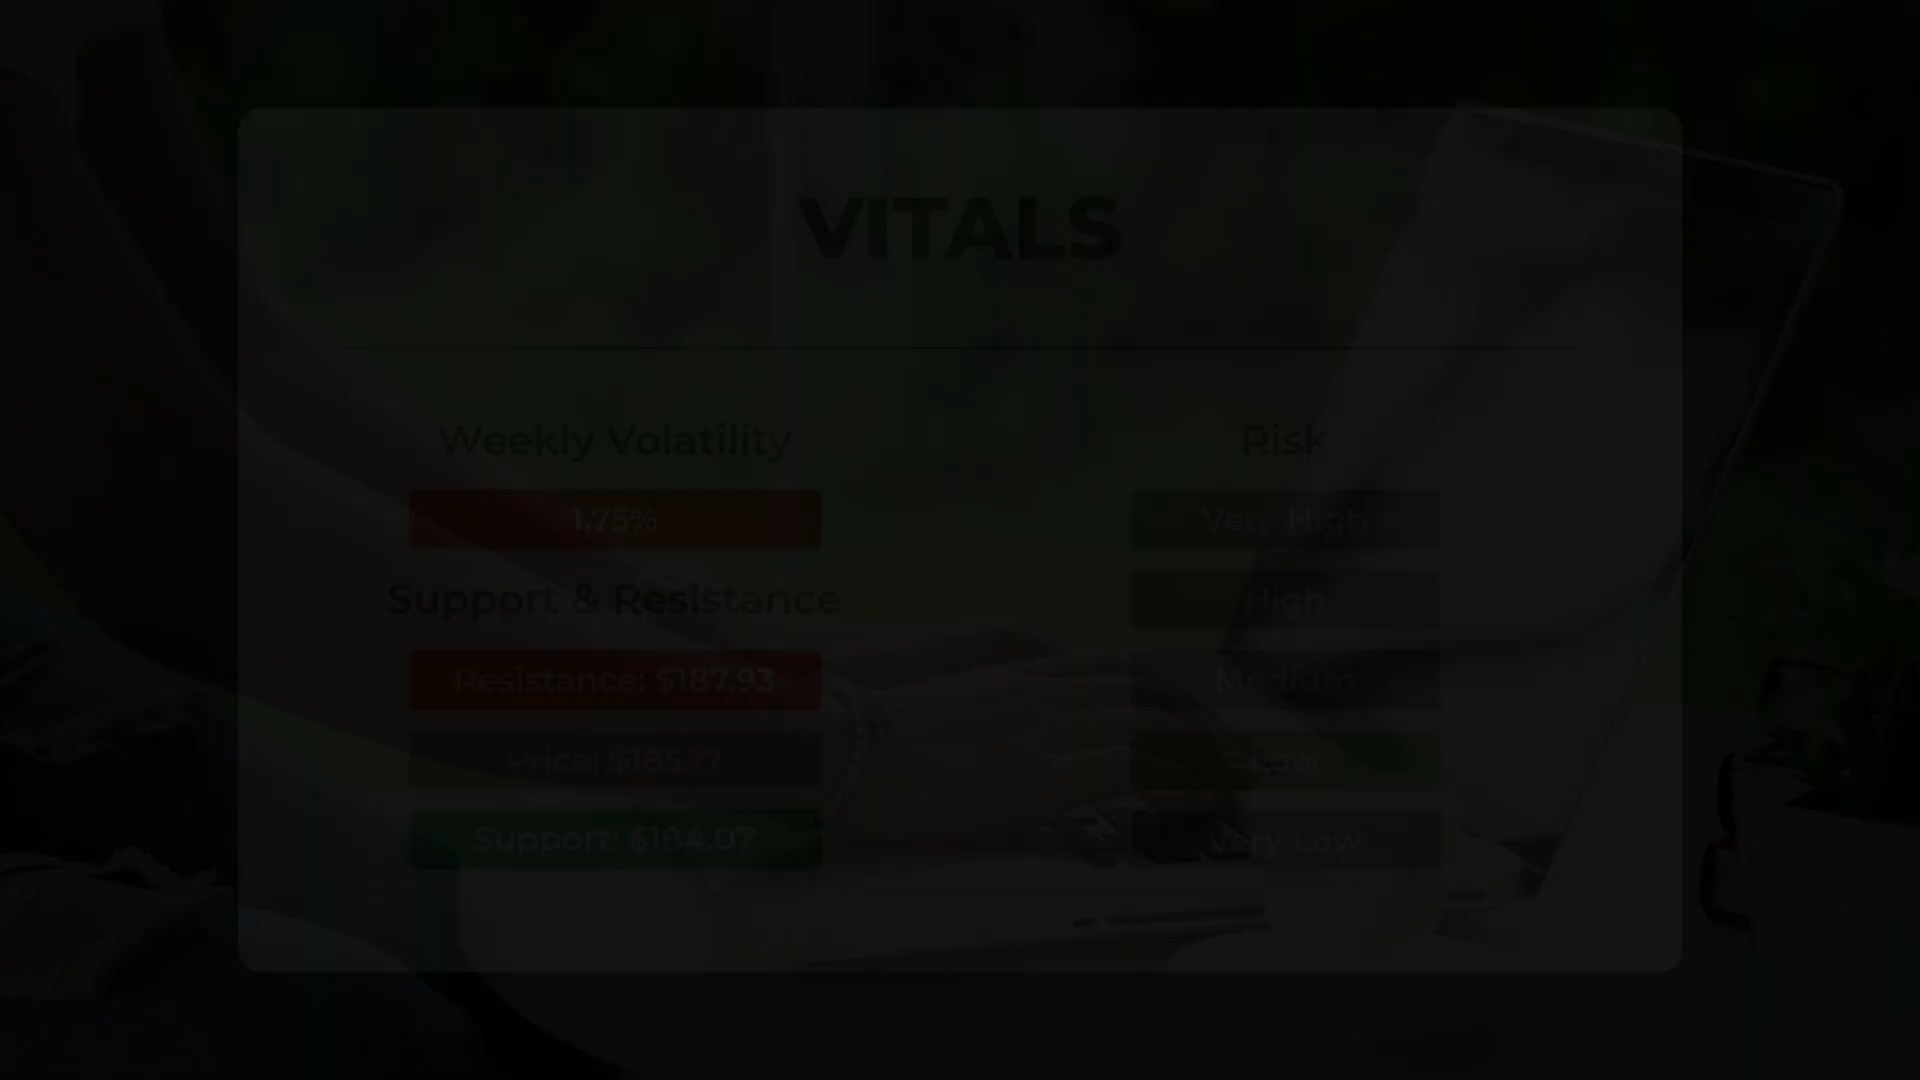 VITALS
Weekly Volatility
1.75%
Support & Resistance
Resistance: $187.93
Price: $185.17
Support: $184.07
Risk
Very High
High
Medium
Low
Very Low